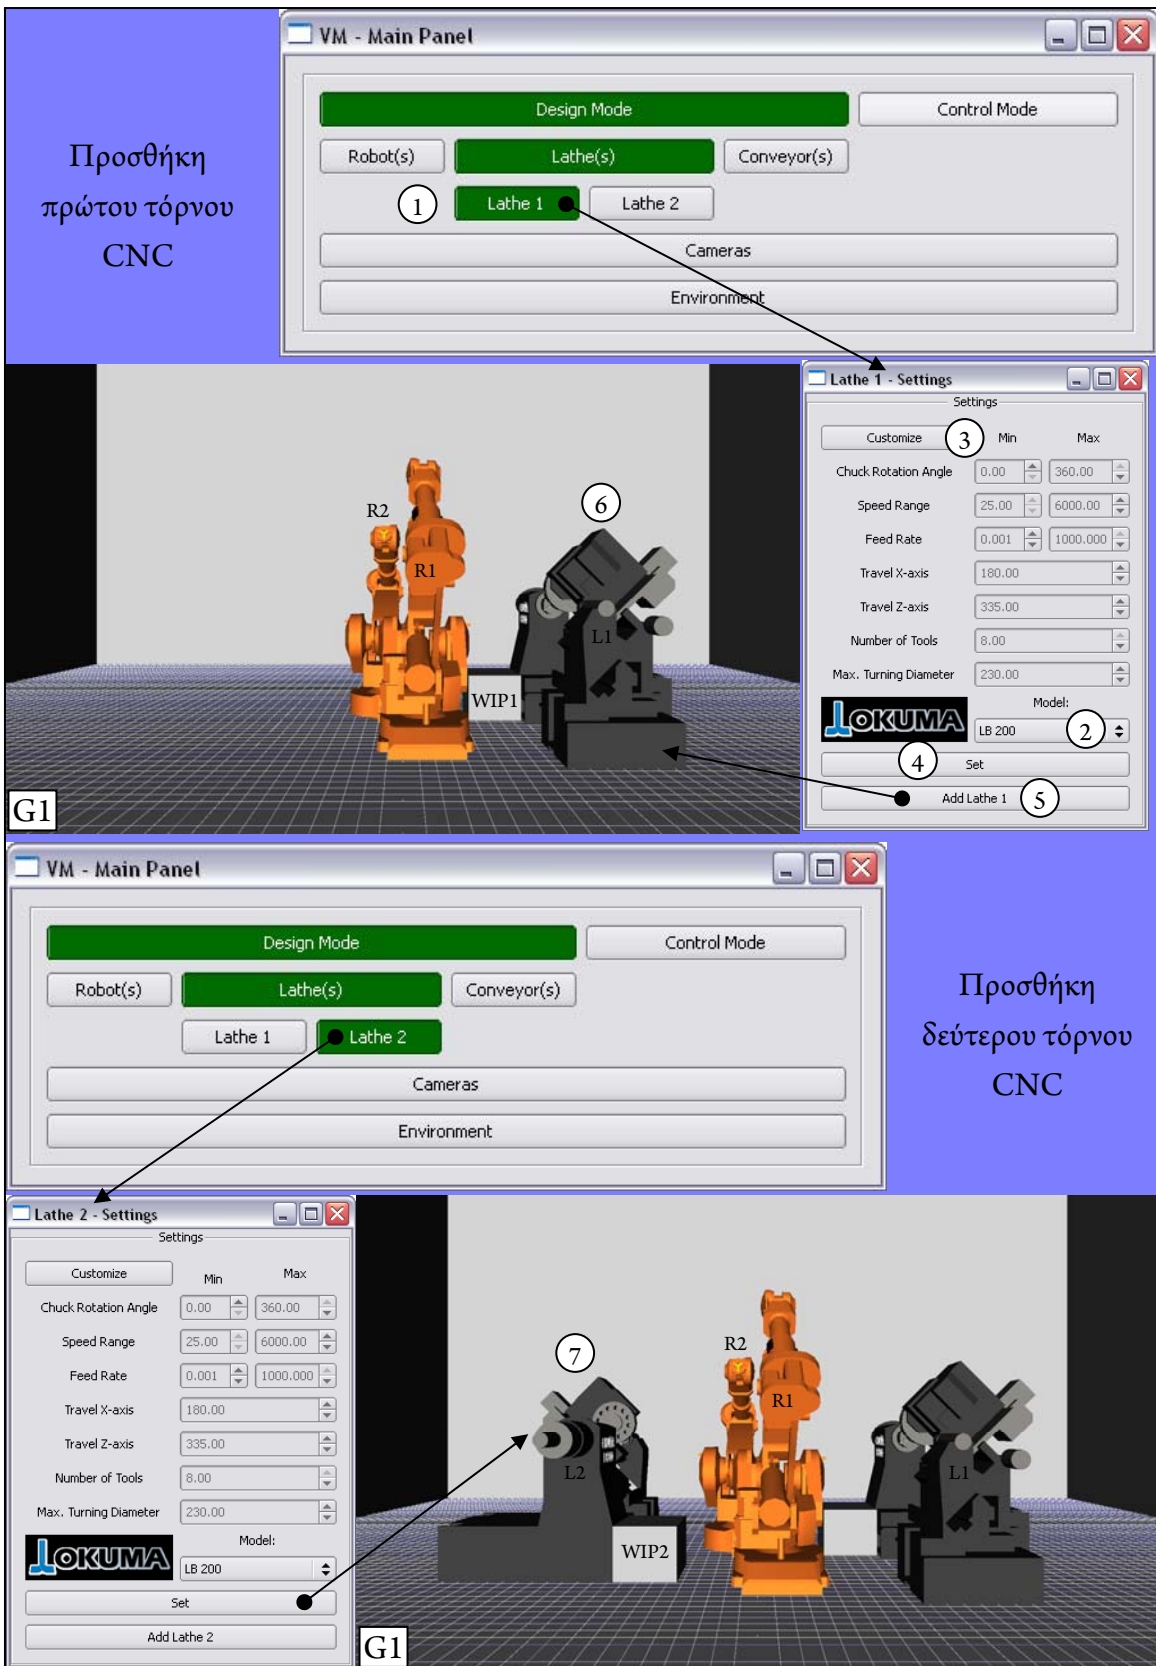 VM - Main Panel
Design Mode
Control Mode
Robot(s)
Lathe(s)
Conveyor(s)
1
Lathe 1
Lathe 2
Cameras
Environment
Προσθήκη
πρώτου τόρνου
CNC
R2
R1
6
L1
WIP1
G1
Lathe 1 - Settings
Settings
Customize
3
Min
Max
Chuck Rotation Angle
0.00
360.00
Speed Range
25.00
6000.00
Feed Rate
0.001
1000.000
Travel X-axis
180.00
Travel Z-axis
335.00
Number of Tools
8.00
Max. Turning Diameter
230.00
OKUMA
Model:
LB 200
2
4
Set
Add Lathe 1
5
VM - Main Panel
Design Mode
Control Mode
Robot(s)
Lathe(s)
Conveyor(s)
Lathe 1
Lathe 2
Cameras
Environment
Προσθήκη
δεύτερου τόρνου
CNC
Lathe 2 - Settings
Settings
Customize
Min
Max
Chuck Rotation Angle
0.00
360.00
Speed Range
25.00
6000.00
Feed Rate
0.001
1000.000
Travel X-axis
180.00
Travel Z-axis
335.00
Number of Tools
8.00
Max. Turning Diameter
230.00
OKUMA
Model:
LB 200
Set
Add Lathe 2
7
R2
R1
L2
L1
WIP2
G1